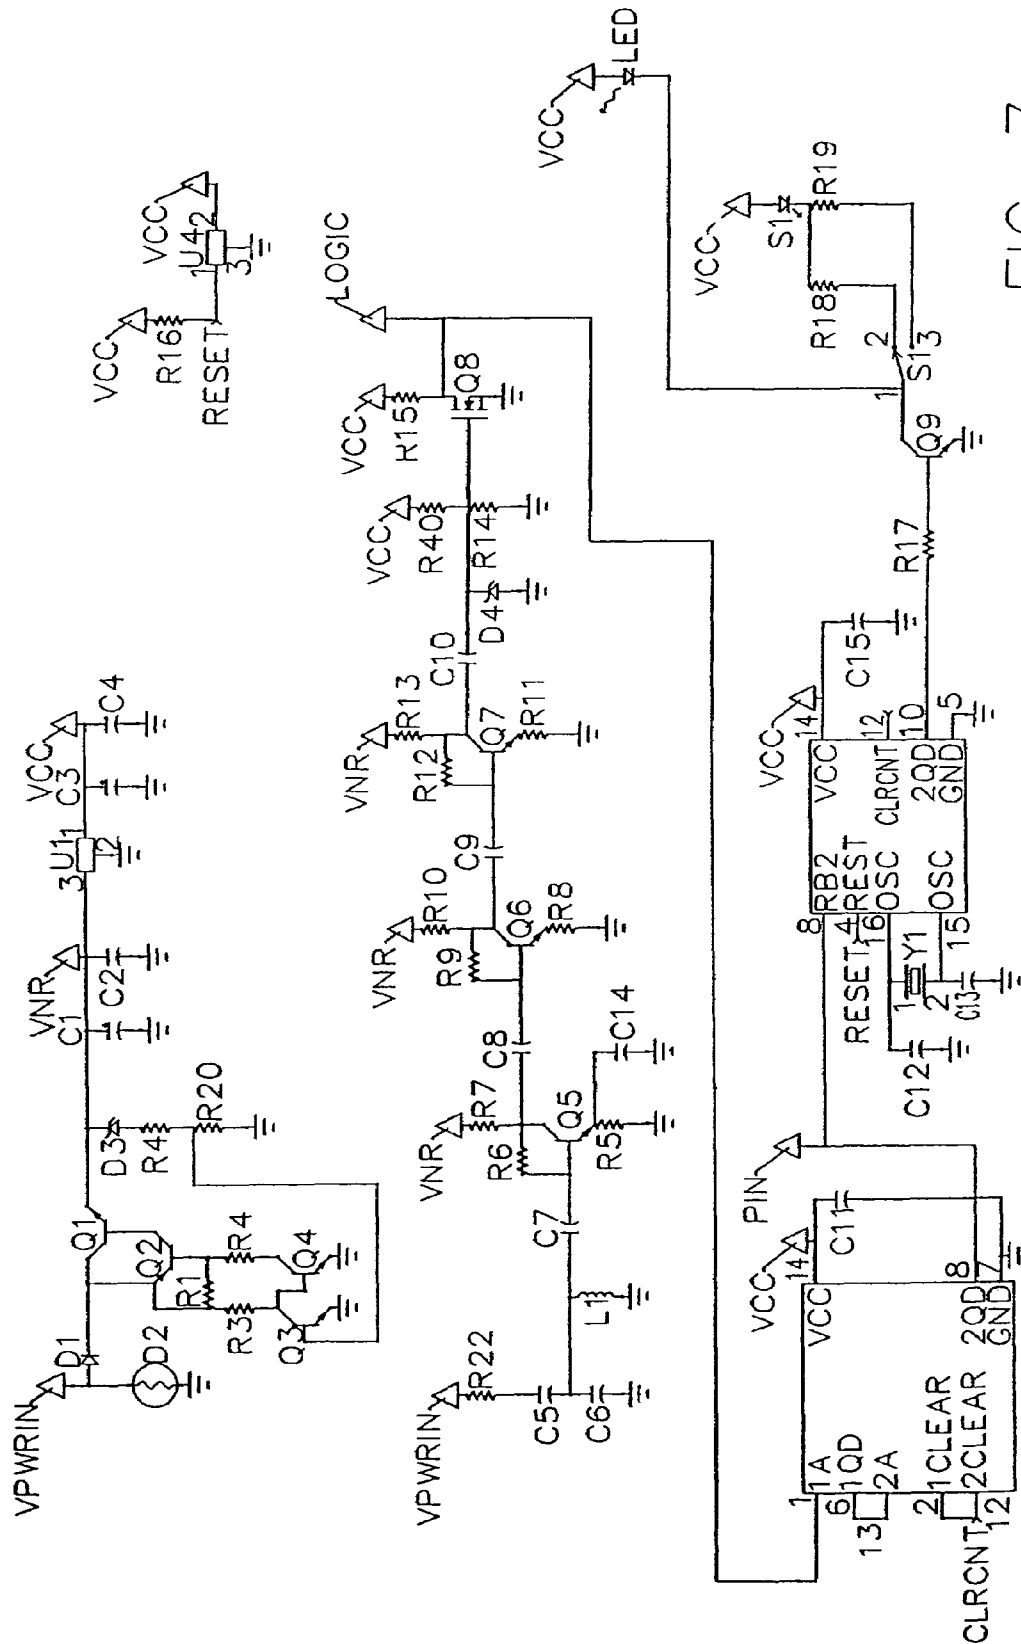 VPWRIN
D1
D2
Q1
Q2
R1
R3
R4
Q3
Q4
D3
R4
R20
C1
VNR
C2
U1
3
1
2
C3
VCC
C4
VCC
R16
RESET
VCC
U4
1
2
3
VPWRIN
R22
C5
C6
L1
C7
VNR
R6
R7
Q5
R5
C14
C8
VNR
R9
R10
Q6
R8
C9
VNR
R12
R13
Q7
R11
C10
D4
VCC
R40
R14
VCC
R15
Q8
LOGIC
1
1A
6
1QD
13
2A
2
1CLEAR
2CLEAR
12
CLRCNT
VCC
14
VCC
C11
2QD
8
GND
7
PIN
8
RB2
RESET
4
REST
16
OSC
1
Y1
2
OSC
15
C12
C13
VCC
14
VCC
C15
CLRCNT
12
2QD
10
GND
5
R17
Q9
1
2
3
S13
R18
R19
S1
VCC
VCC
LED